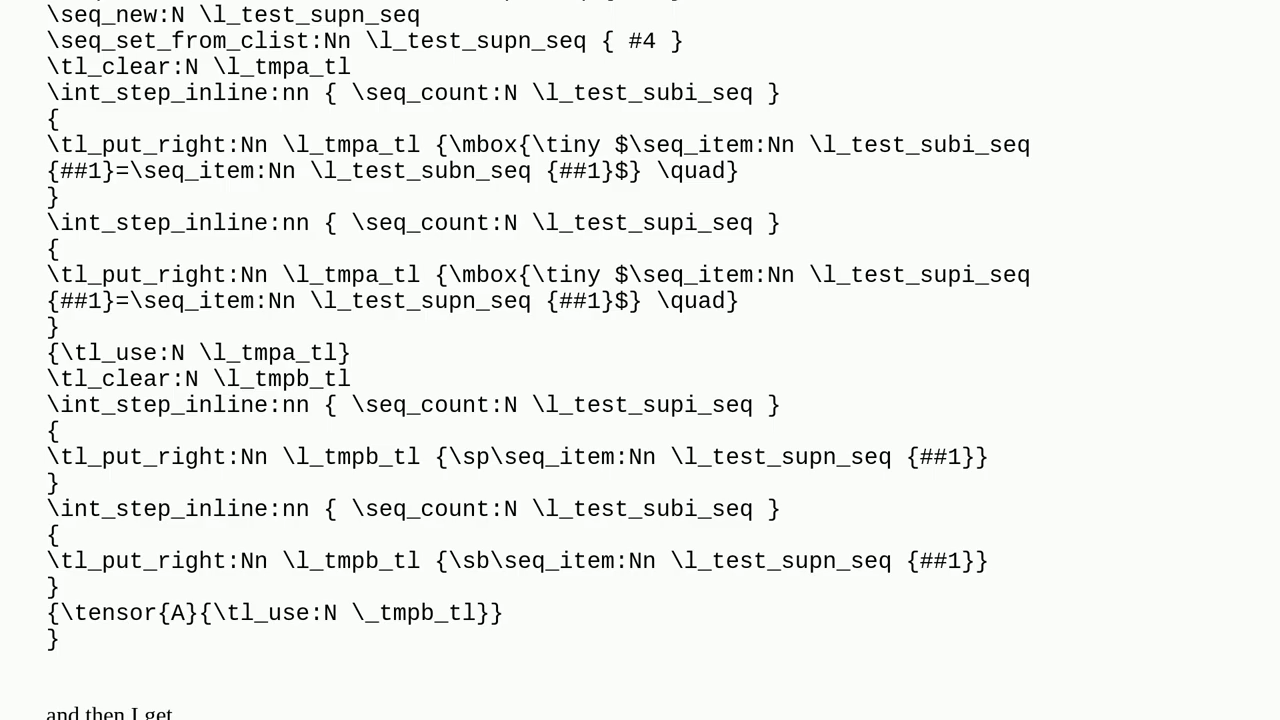 \seq_new:N \l_test_supn_seq
\seq_set_from_clist:Nn \l_test_supn_seq { #4 }
\tl_clear:N \l_tmpa_tl
\int_step_inline:nn { \seq_count:N \l_test_subi_seq }
{
\tl_put_right:Nn \l_tmpa_tl {\mbox{\tiny $\seq_item:Nn \l_test_subi_seq
{##1}=\seq_item:Nn \l_test_subn_seq {##1}$} \quad}
}
\int_step_inline:nn { \seq_count:N \l_test_supi_seq }
{
\tl_put_right:Nn \l_tmpa_tl {\mbox{\tiny $\seq_item:Nn \l_test_supi_seq
{##1}=\seq_item:Nn \l_test_supn_seq {##1}$} \quad}
}
{\tl_use:N \l_tmpa_tl}
\tl_clear:N \l_tmpb_tl
\int_step_inline:nn { \seq_count:N \l_test_supi_seq }
{
\tl_put_right:Nn \l_tmpb_tl {\sp\seq_item:Nn \l_test_supn_seq {##1}}
}
\int_step_inline:nn { \seq_count:N \l_test_subi_seq }
{
\tl_put_right:Nn \l_tmpb_tl {\sb\seq_item:Nn \l_test_supn_seq {##1}}
}
{\tensor{A}{\tl_use:N \_tmpb_tl}}
}
and then I get